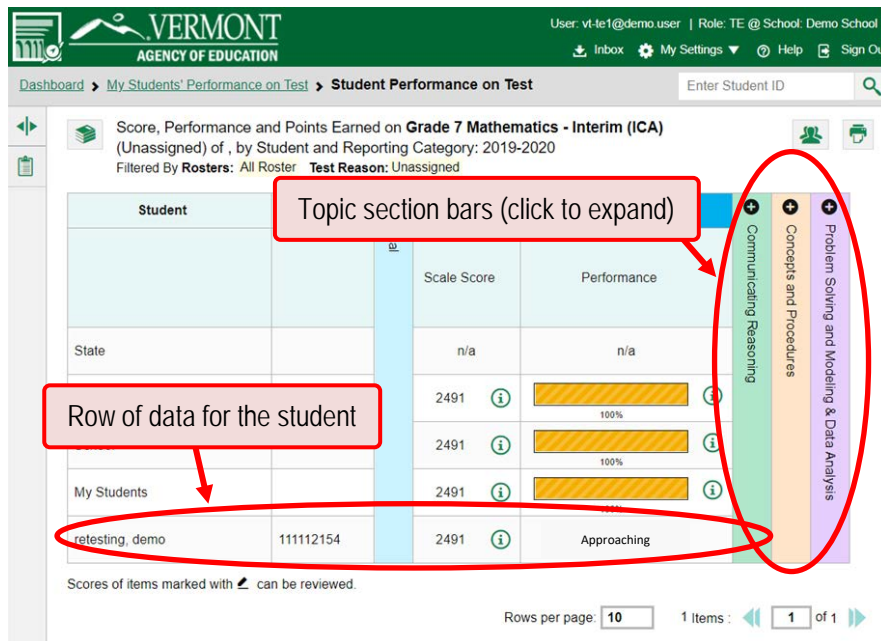 VERMONT
AGENCY OF EDUCATION
User: vt-te1@demo.user | Role: TE @ School: Demo School
Inbox My Settings ▼ Help Sign Ou
Dashboard > My Students' Performance on Test > Student Performance on Test
Enter Student ID
Score, Performance and Points Earned on Grade 7 Mathematics - Interim (ICA)
(Unassigned) of , by Student and Reporting Category: 2019-
2020
Filtered By Rosters: All Roster Test Reason: Unassigned
Topic section bars (click to expand)
Student
al
Scale Score
Performance
Communicating Reasoning
Concepts and Procedures
Problem Solving and Modeling & Data Analysis
State n/a n/a
2491 100%
Row of data for the student
2491 100%
My Students 2491 100%
retesting, demo 111112154 2491 Approaching
Scores of items marked with can be reviewed.
Rows per page: 10 1 Items : 1 of 1